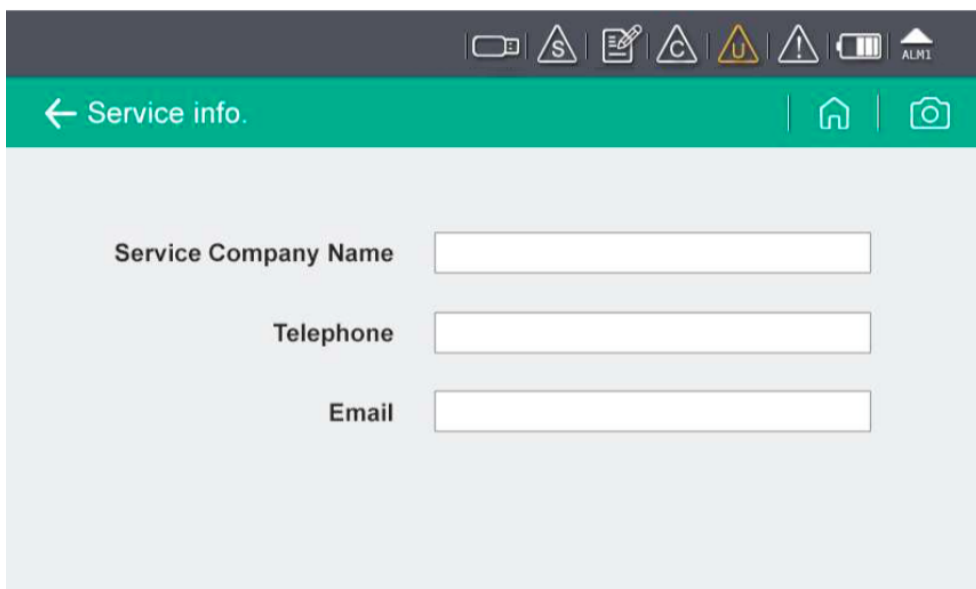 S C U ! ALM1
Service info.
Service Company Name
Telephone
Email